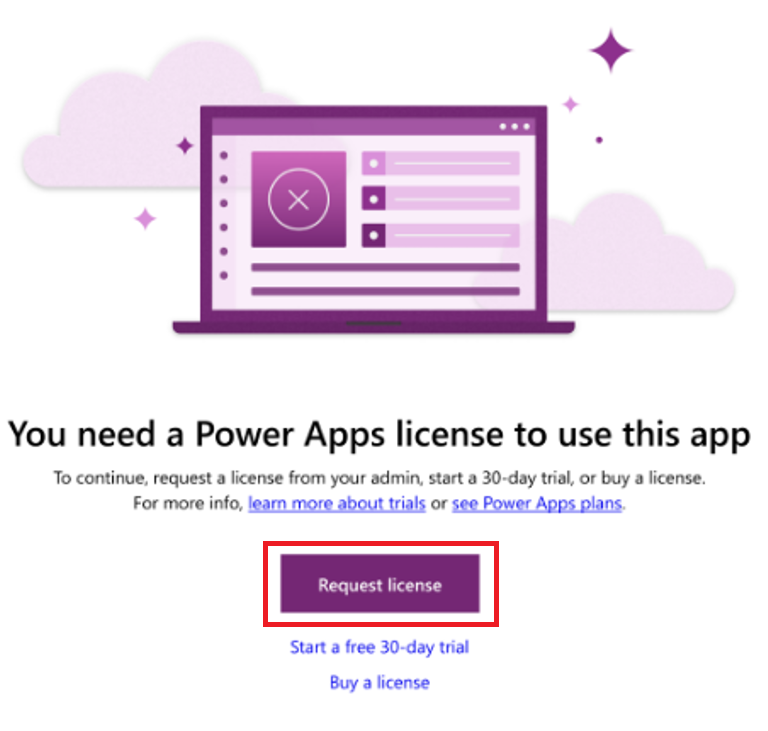 You need a Power Apps license to use this app
To continue, request a license from your admin, start a 30-day trial, or buy a license.
For more info, learn more about trials or see Power Apps plans.
Request license
Start a free 30-day trial
Buy a license